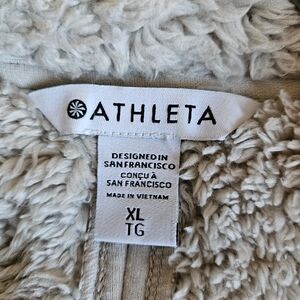 ATHLETA
DESIGNED IN
SAN FRANCISCO
CONÇU À
SAN FRANCISCO
MADE IN VIETNAM
XL
TG